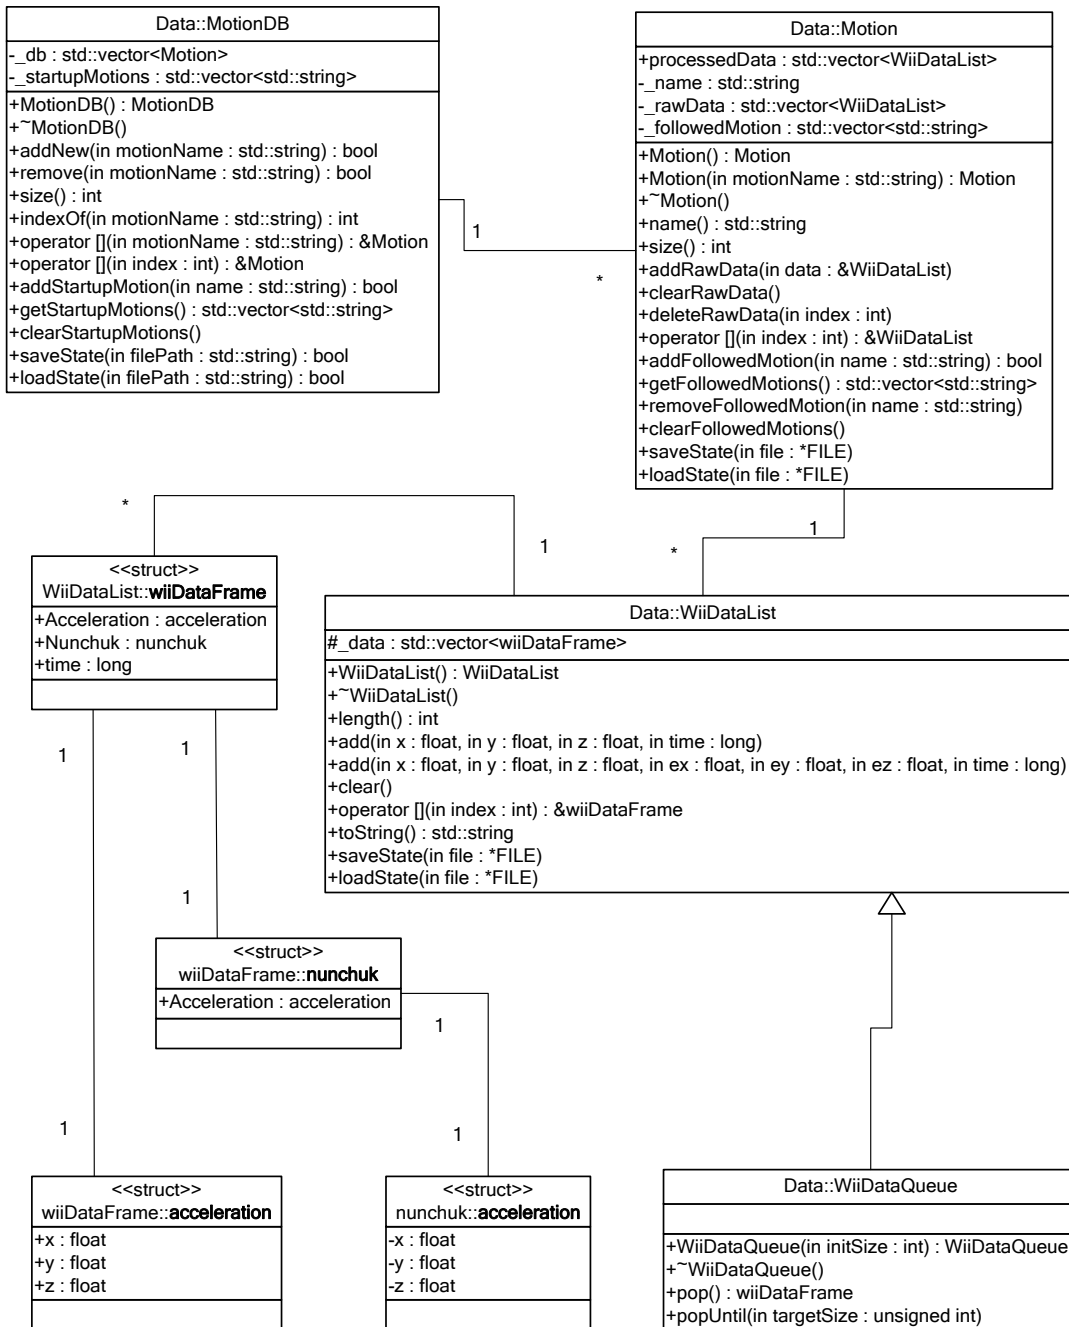 Data::MotionDB
-_db : std::vector<Motion>
-_startupMotions : std::vector<std::string>
+MotionDB() : MotionDB
+~MotionDB()
+addNew(in motionName : std::string) : bool
+remove(in motionName : std::string) : bool
+size() : int
+indexOf(in motionName : std::string) : int
+operator [](in motionName : std::string) : &Motion
+operator [](in index : int) : &Motion
+addStartupMotion(in name : std::string) : bool
+getStartupMotions() : std::vector<std::string>
+clearStartupMotions()
+saveState(in filePath : std::string) : bool
+loadState(in filePath : std::string) : bool
1
*
Data::Motion
+processedData : std::vector<WiiDataList>
-_name : std::string
-_rawData : std::vector<WiiDataList>
-_followedMotion : std::vector<std::string>
+Motion() : Motion
+Motion(in motionName : std::string) : Motion
+~Motion()
+name() : std::string
+size() : int
+addRawData(in data : &WiiDataList)
+clearRawData()
+deleteRawData(in index : int)
+operator [](in index : int) : &WiiDataList
+addFollowedMotion(in name : std::string) : bool
+getFollowedMotions() : std::vector<std::string>
+removeFollowedMotion(in name : std::string)
+clearFollowedMotions()
+saveState(in file : *FILE)
+loadState(in file : *FILE)
*
1
*
1
<<struct>>
WiiDataList::wiiDataFrame
+Acceleration : acceleration
+Nunchuk : nunchuk
+time : long
Data::WiiDataList
#_data : std::vector<wiiDataFrame>
+WiiDataList() : WiiDataList
+~WiiDataList()
+length() : int
+add(in x : float, in y : float, in z : float, in time : long)
+add(in x : float, in y : float, in z : float, in ex : float, in ey : float, in ez : float, in time : long)
+clear()
+operator [](in index : int) : &wiiDataFrame
+toString() : std::string
+saveState(in file : *FILE)
+loadState(in file : *FILE)
1
1
1
<<struct>>
wiiDataFrame::nunchuk
+Acceleration : acceleration
1
1
1
<<struct>>
wiiDataFrame::acceleration
+x : float
+y : float
+z : float
<<struct>>
nunchuk::acceleration
-x : float
-y : float
-z : float
Data::WiiDataQueue
+WiiDataQueue(in initSize : int) : WiiDataQueue
+~WiiDataQueue()
+pop() : wiiDataFrame
+popUntil(in targetSize : unsigned int)